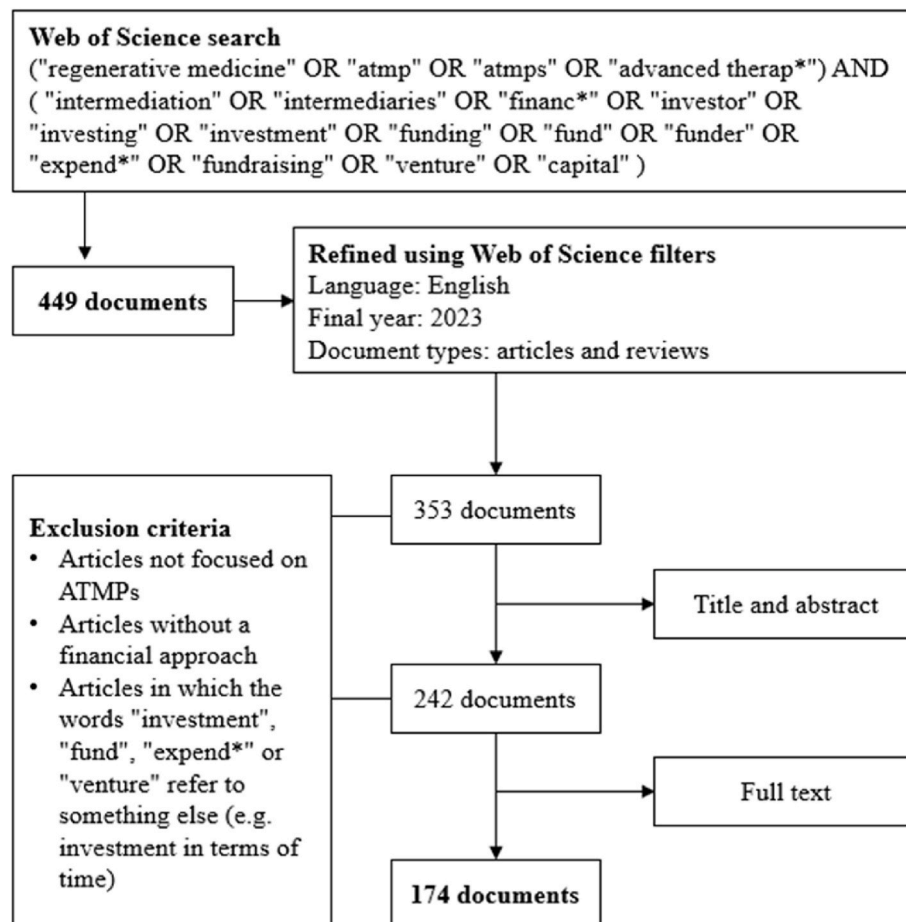 Web of Science search
("regenerative medicine" OR "atmp" OR "atmps" OR "advanced therap*") AND
( "intermediation" OR "intermediaries" OR "financ*" OR "investor" OR
"investing" OR "investment" OR "funding" OR "fund" OR "funder" OR
"expend*" OR "fundraising" OR "venture" OR "capital" )
449 documents
Refined using Web of Science filters
Language: English
Final year: 2023
Document types: articles and reviews
353 documents
Exclusion criteria
• Articles not focused on
ATMPs
• Articles without a
financial approach
• Articles in which the
words "investment",
"fund", "expend*" or
"venture" refer to
something else (e.g.
investment in terms of
time)
Title and abstract
242 documents
Full text
174 documents